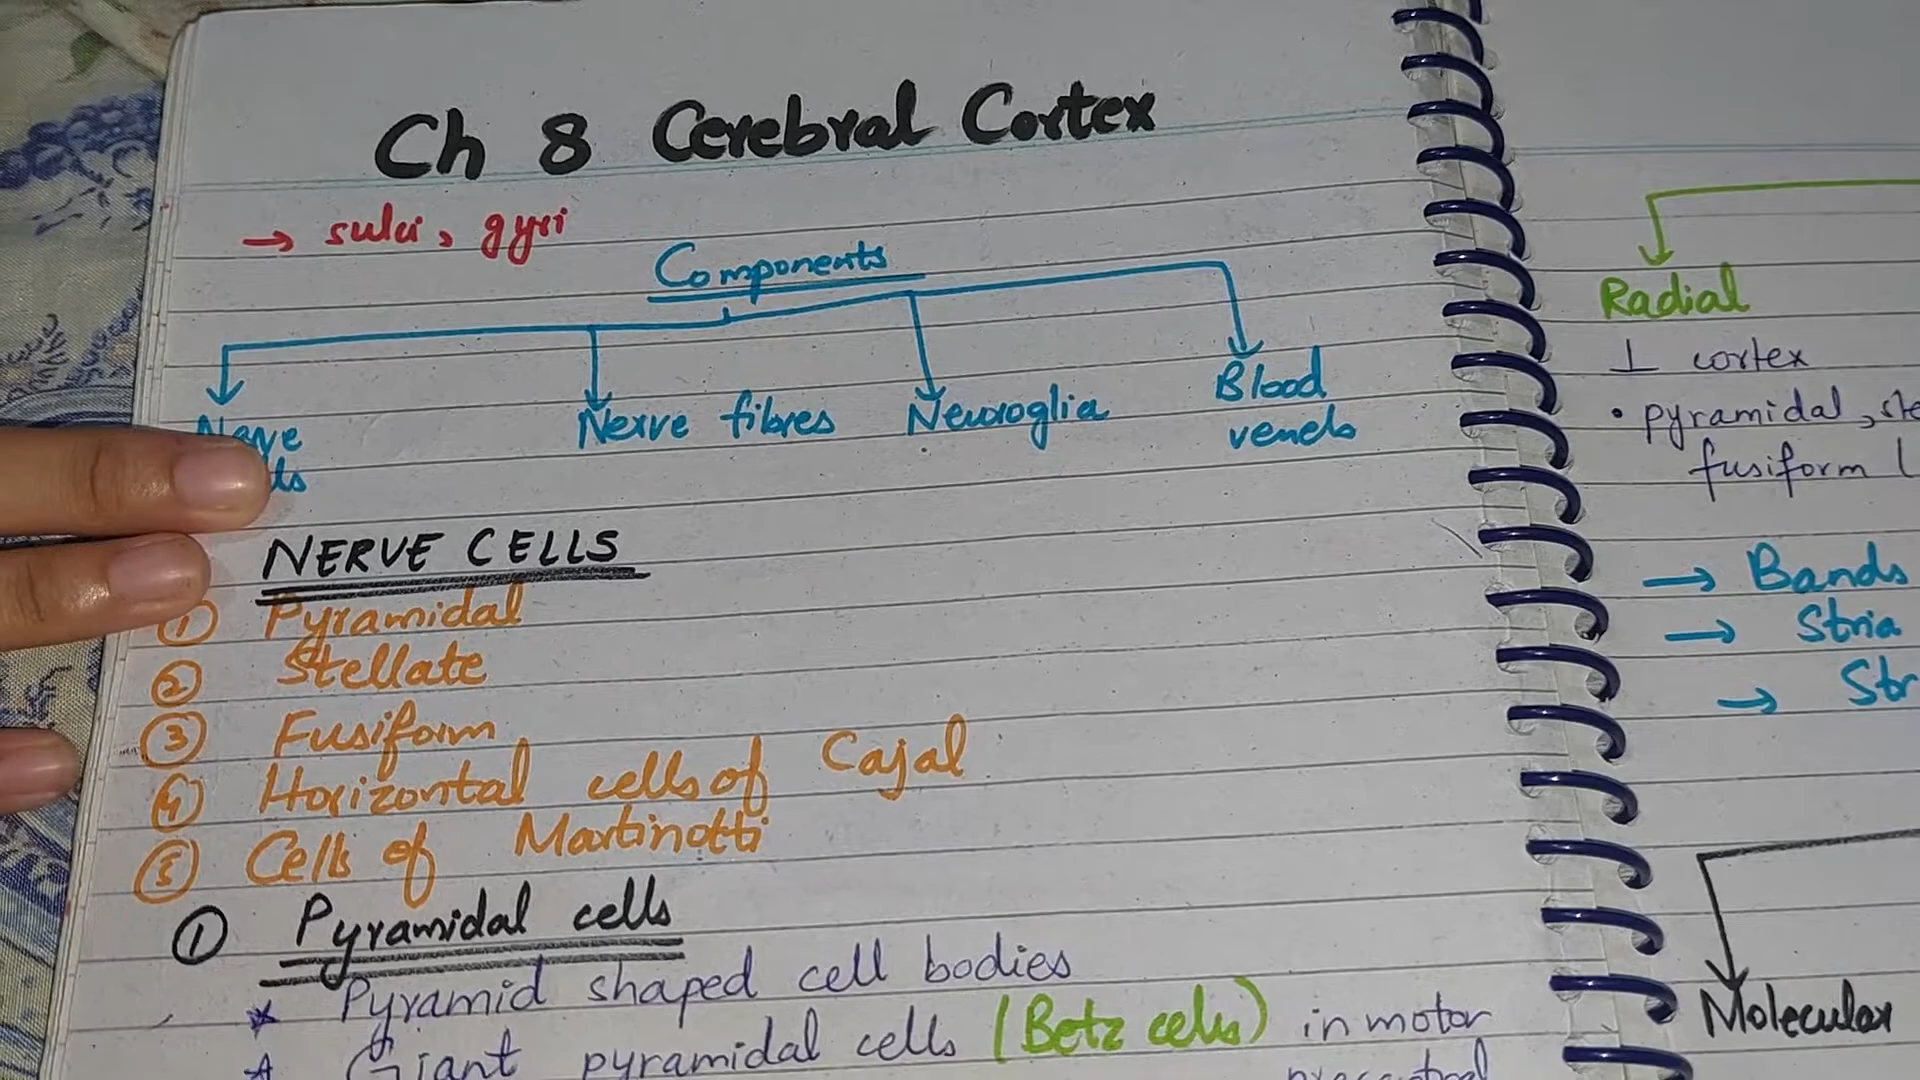 Ch 8 Cerebral Cortex
→ sulci, gyri
Components
Nerve
Nerve fibres
Neuroglia
Blood
vessels
NERVE CELLS
① Pyramidal
② Stellate
③ Fusiform
④ Horizontal cells of Cajal
⑤ Cells of Martinotti
① Pyramidal cells
* Pyramid shaped cell bodies
* Giant pyramidal cells (Betz cells) in motor
Radial
⊥ cortex
• pyramidal,
fusiform
→ Bands
→ Stria
→
Molecular